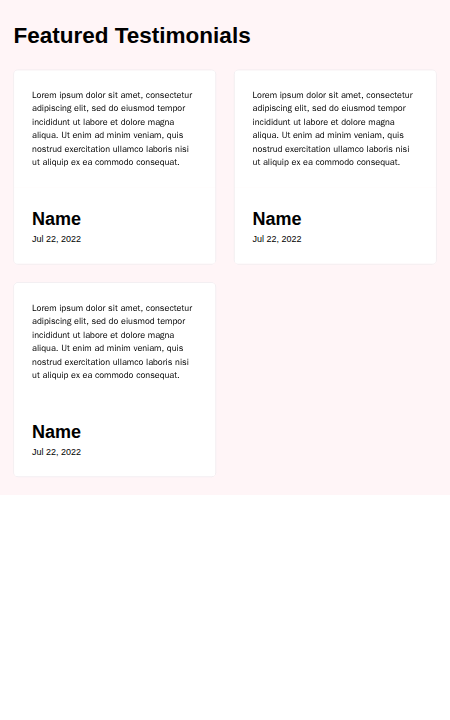 Featured Testimonials
Lorem ipsum dolor sit amet, consectetur
adipiscing elit, sed do eiusmod tempor
incididunt ut labore et dolore magna
aliqua. Ut enim ad minim veniam, quis
nostrud exercitation ullamco laboris nisi
ut aliquip ex ea commodo consequat.
Name
Jul 22, 2022
Lorem ipsum dolor sit amet, consectetur
adipiscing elit, sed do eiusmod tempor
incididunt ut labore et dolore magna
aliqua. Ut enim ad minim veniam, quis
nostrud exercitation ullamco laboris nisi
ut aliquip ex ea commodo consequat.
Name
Jul 22, 2022
Lorem ipsum dolor sit amet, consectetur
adipiscing elit, sed do eiusmod tempor
incididunt ut labore et dolore magna
aliqua. Ut enim ad minim veniam, quis
nostrud exercitation ullamco laboris nisi
ut aliquip ex ea commodo consequat.
Name
Jul 22, 2022